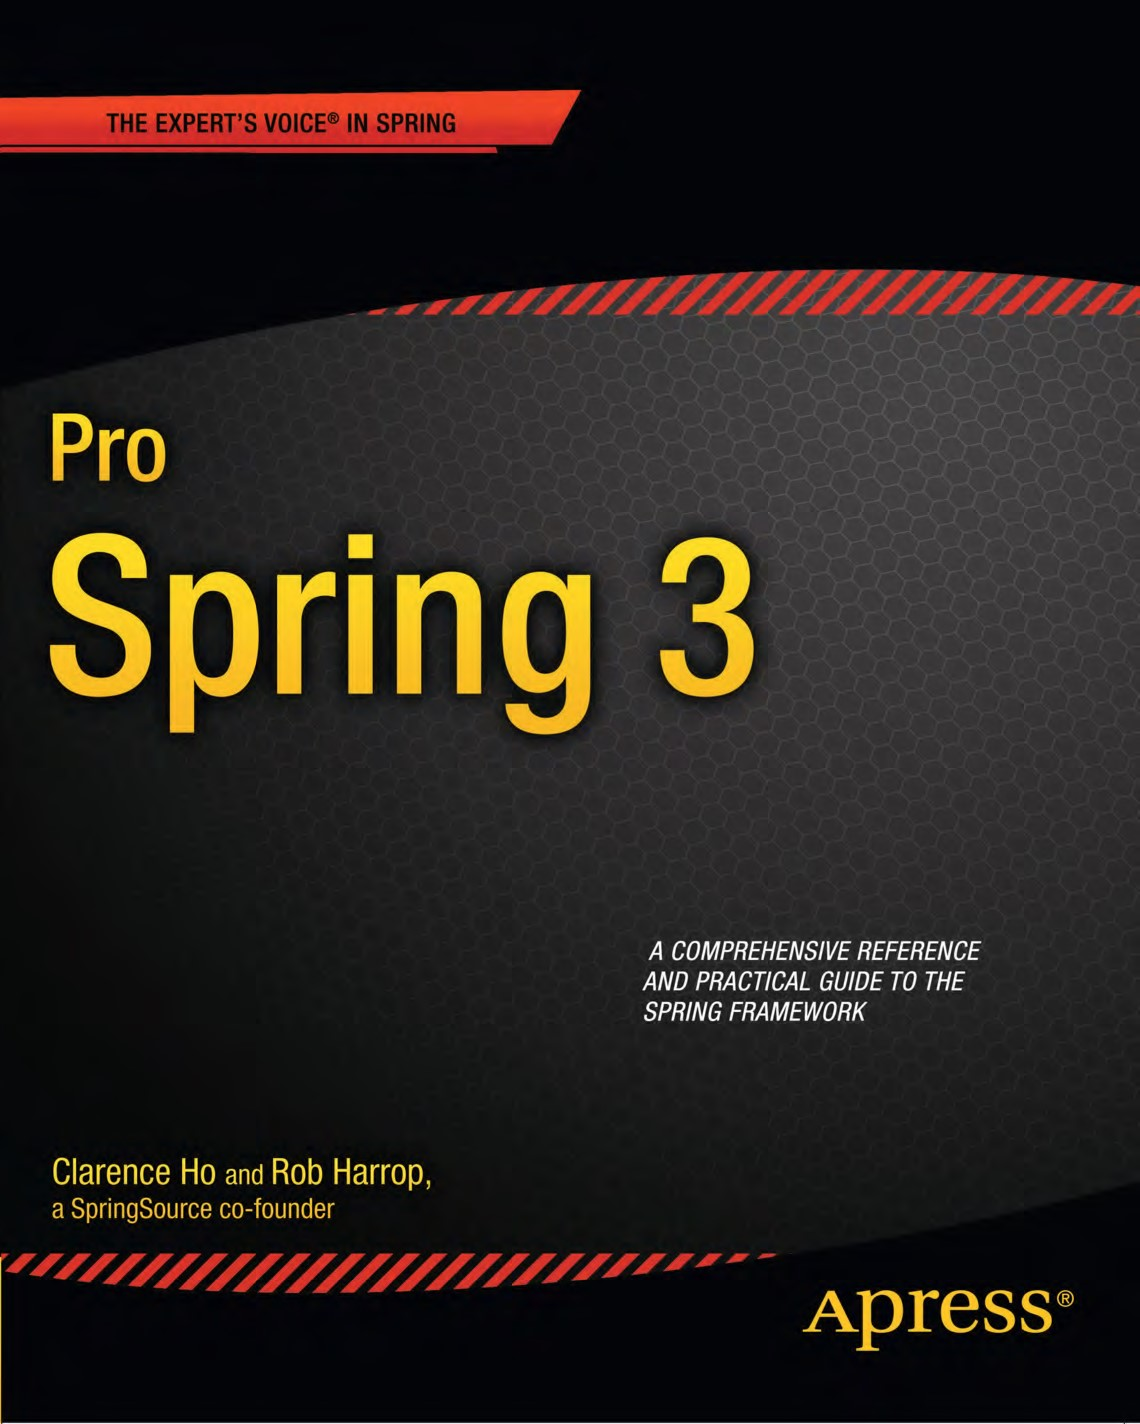 THE EXPERT'S VOICE® IN SPRING
Pro
Spring 3
A COMPREHENSIVE REFERENCE
AND PRACTICAL GUIDE TO THE
SPRING FRAMEWORK
Clarence Ho and Rob Harrop,
a SpringSource co-founder
Apress®